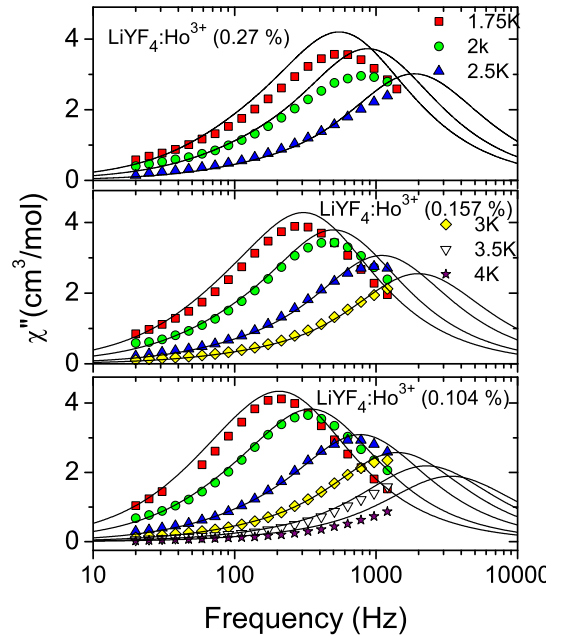 LiYF4:Ho3+ (0.27 %)
1.75K
2k
2.5K
4
2
0
LiYF4:Ho3+ (0.157 %)
3K
3.5K
4K
4
2
0
χ"(cm3/mol)
LiYF4:Ho3+ (0.104 %)
4
2
0
10 100 1000 10000
Frequency (Hz)